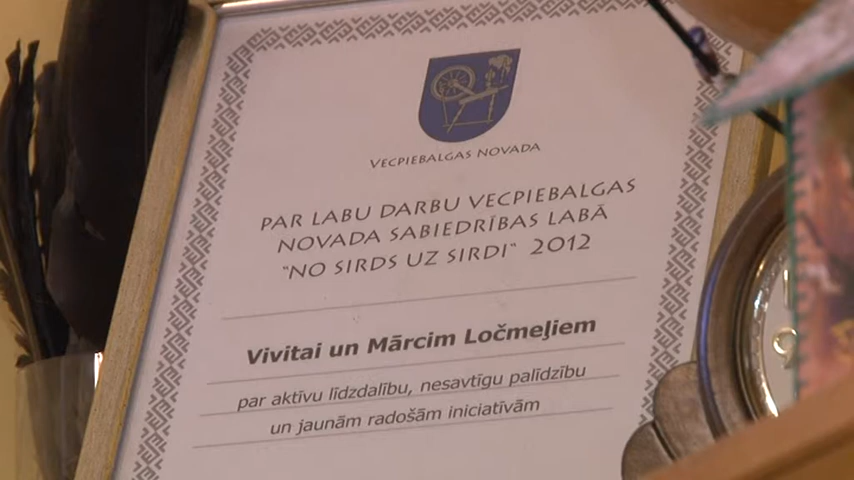 VECPIEBALGAS NOVADA
PAR LABU DARBU VECPIEBALGAS
NOVADA SABIEDRĪBAS LABĀ
"NO SIRDS UZ SIRDI" 2012
Vivitai un Mārcim Ločmeļiem
par aktīvu līdzdalību, nesavtīgu palīdzību
un jaunām radošām iniciatīvām